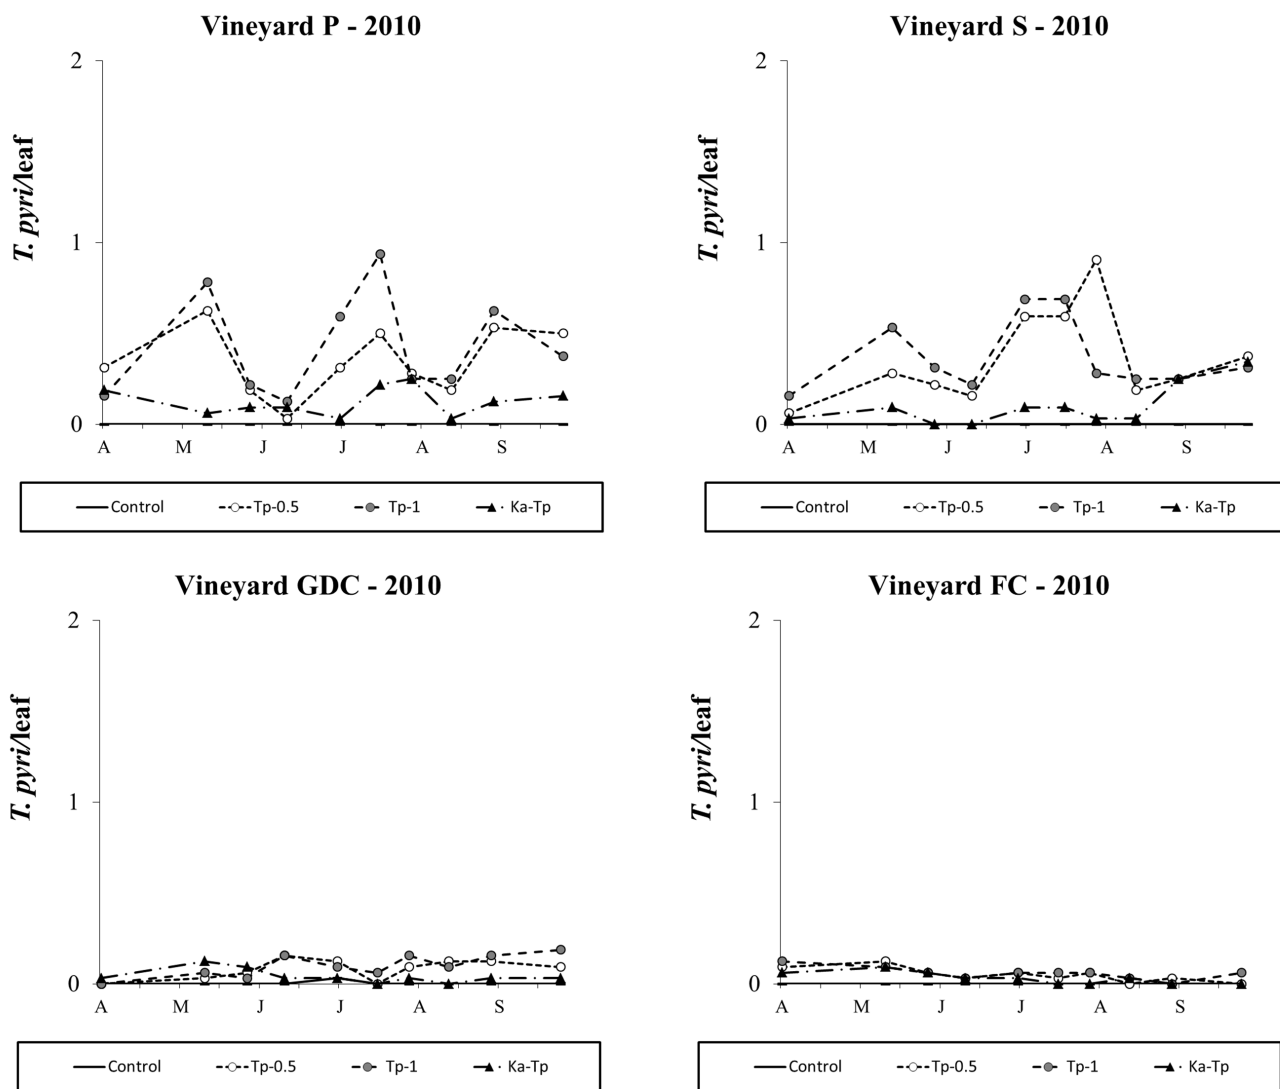 Vineyard P - 2010
2
1
0
T. pyri/leaf
A M J J A S
Control Tp-0.5 Tp-1 Ka-Tp
Vineyard S - 2010
2
1
0
T. pyri/leaf
A M J J A S
Control Tp-0.5 Tp-1 Ka-Tp
Vineyard GDC - 2010
2
1
0
T. pyri/leaf
A M J J A S
Control Tp-0.5 Tp-1 Ka-Tp
Vineyard FC - 2010
2
1
0
T. pyri/leaf
A M J J A S
Control Tp-0.5 Tp-1 Ka-Tp